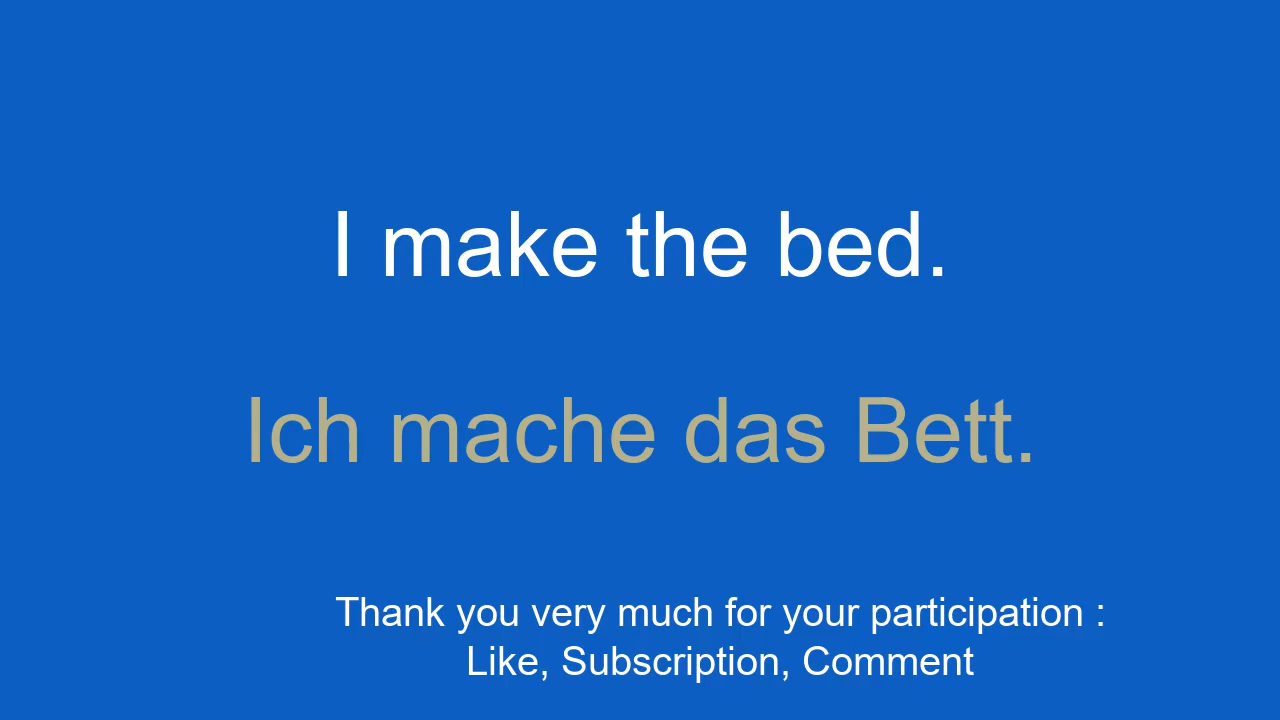 I make the bed.
Ich mache das Bett.
Thank you very much for your participation :
Like, Subscription, Comment